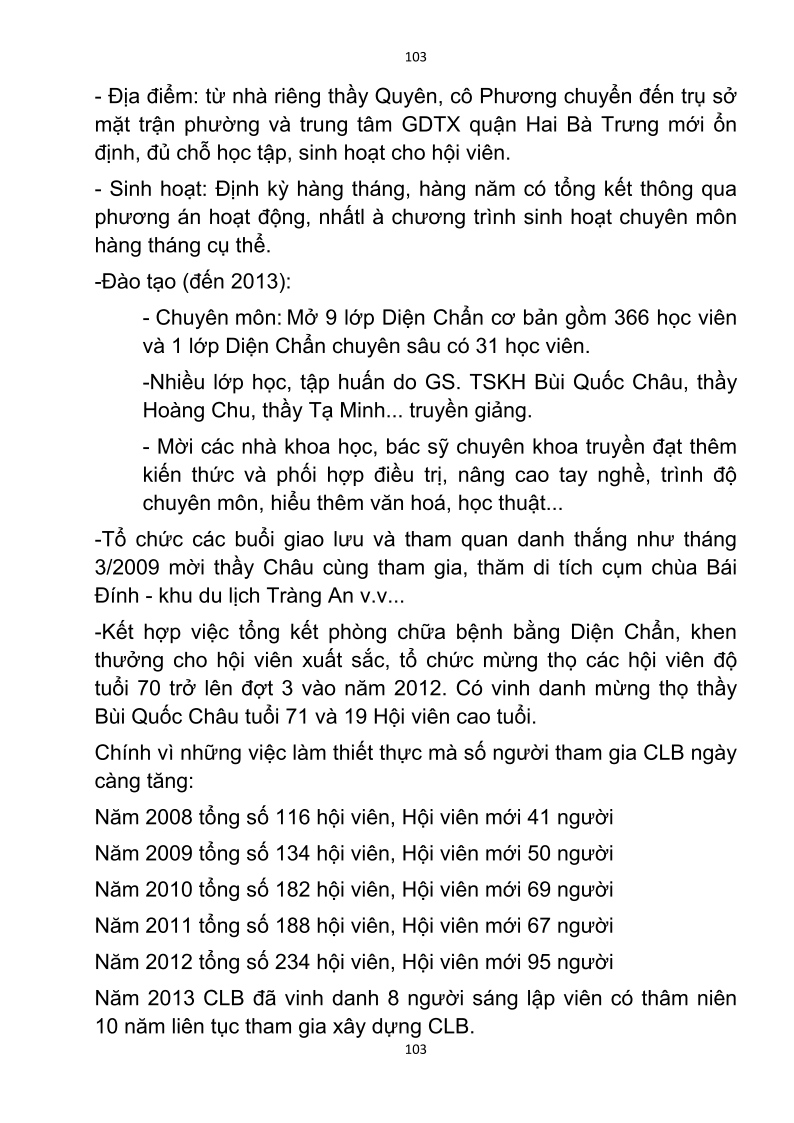 103
- Địa điểm: từ nhà riêng thầy Quyên, cô Phương chuyển đến trụ sở
mặt trận phường và trung tâm GDTX quận Hai Bà Trưng mới ổn
định, đủ chỗ học tập, sinh hoạt cho hội viên.
- Sinh hoạt: Định kỳ hàng tháng, hàng năm có tổng kết thông qua
phương án hoạt động, nhấtl à chương trình sinh hoạt chuyên môn
hàng tháng cụ thể.
-Đào tạo (đến 2013):
- Chuyên môn: Mở 9 lớp Diện Chẩn cơ bản gồm 366 học viên
và 1 lớp Diện Chẩn chuyên sâu có 31 học viên.
-Nhiều lớp học, tập huấn do GS. TSKH Bùi Quốc Châu, thầy
Hoàng Chu, thầy Tạ Minh... truyền giảng.
- Mời các nhà khoa học, bác sỹ chuyên khoa truyền đạt thêm
kiến thức và phối hợp điều trị, nâng cao tay nghề, trình độ
chuyên môn, hiểu thêm văn hoá, học thuật...
-Tổ chức các buổi giao lưu và tham quan danh thắng như tháng
3/2009 mời thầy Châu cùng tham gia, thăm di tích cụm chùa Bái
Đính - khu du lịch Tràng An v.v...
-Kết hợp việc tổng kết phòng chữa bệnh bằng Diện Chẩn, khen
thưởng cho hội viên xuất sắc, tổ chức mừng thọ các hội viên độ
tuổi 70 trở lên đợt 3 vào năm 2012. Có vinh danh mừng thọ thầy
Bùi Quốc Châu tuổi 71 và 19 Hội viên cao tuổi.
Chính vì những việc làm thiết thực mà số người tham gia CLB ngày
càng tăng:
Năm 2008 tổng số 116 hội viên, Hội viên mới 41 người
Năm 2009 tổng số 134 hội viên, Hội viên mới 50 người
Năm 2010 tổng số 182 hội viên, Hội viên mới 69 người
Năm 2011 tổng số 188 hội viên, Hội viên mới 67 người
Năm 2012 tổng số 234 hội viên, Hội viên mới 95 người
Năm 2013 CLB đã vinh danh 8 người sáng lập viên có thâm niên
10 năm liên tục tham gia xây dựng CLB.
103